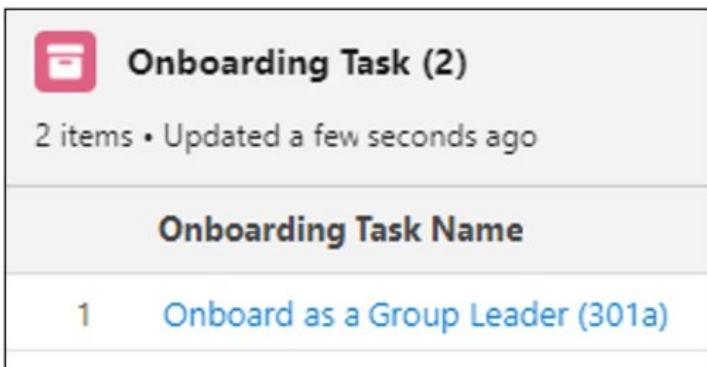 Onboarding Task (2)
2 items • Updated a few seconds ago
Onboarding Task Name
1 Onboard as a Group Leader (301a)